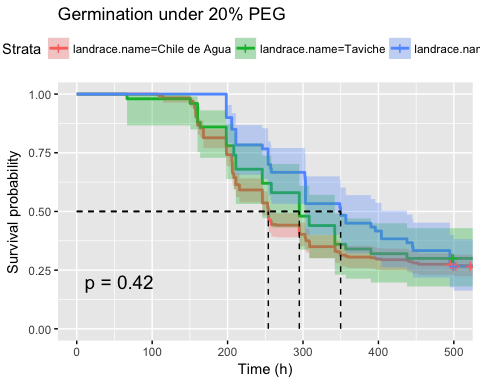 Germination under 20% PEG
Strata landrace.name=Chile de Agua landrace.name=Taviche
1.00
0.75
0.50
0.25
0.00
Survival probability
p = 0.42
0 100 200 300 400 500
Time (h)